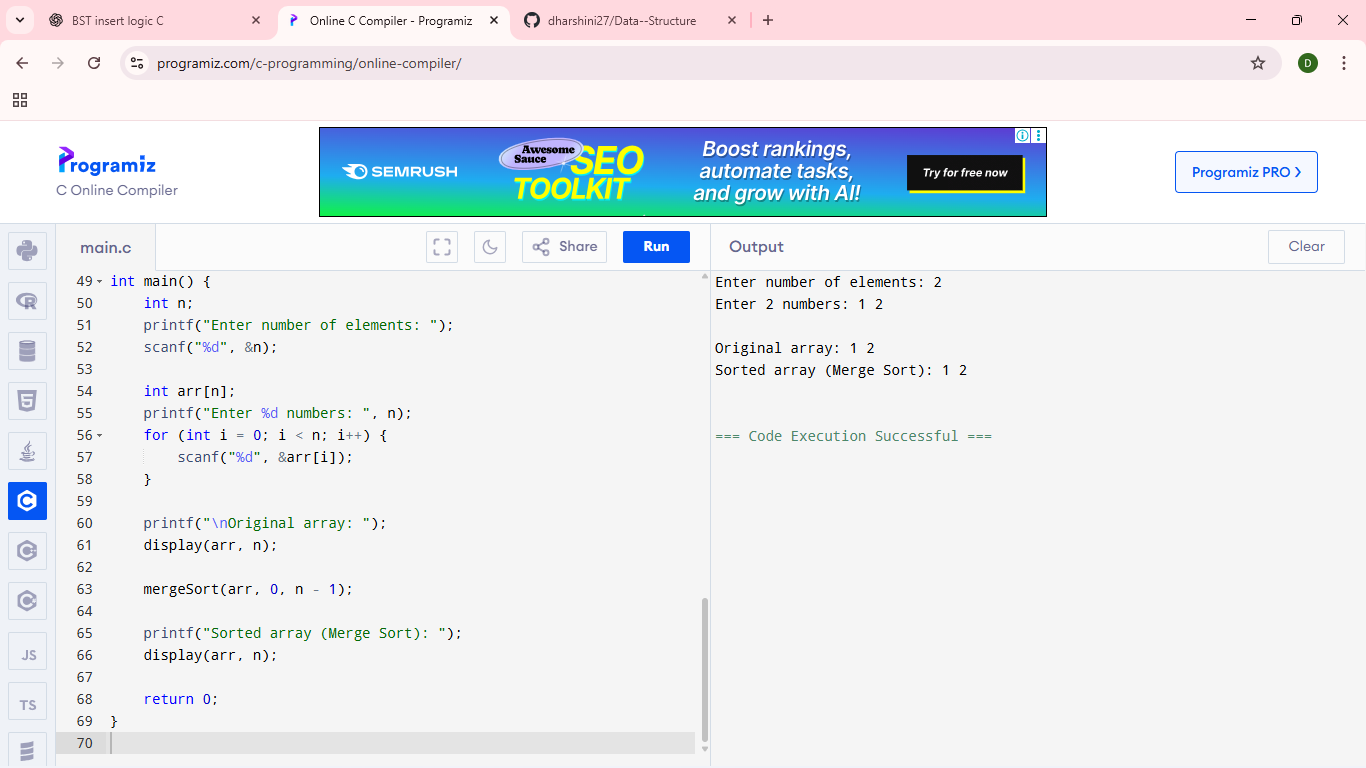 BST insert logic C
Online C Compiler - Programiz
dharshini27/Data--Structure
programiz.com/c-programming/online-compiler/
D
Programiz
C Online Compiler
SEMRUSH
Awesome Sauce
SEO
TOOLKIT
Boost rankings,
automate tasks,
and grow with AI!
Try for free now
Programiz PRO
main.c
Share
Run
Output
Clear
49 int main() {
50     int n;
51     printf("Enter number of elements: ");
52     scanf("%d", &n);
53
54     int arr[n];
55     printf("Enter %d numbers: ", n);
56     for (int i = 0; i < n; i++) {
57         scanf("%d", &arr[i]);
58     }
59
60     printf("\nOriginal array: ");
61     display(arr, n);
62
63     mergeSort(arr, 0, n - 1);
64
65     printf("Sorted array (Merge Sort): ");
66     display(arr, n);
67
68     return 0;
69 }
70
JS
TS
Enter number of elements: 2
Enter 2 numbers: 1 2
Original array: 1 2
Sorted array (Merge Sort): 1 2
=== Code Execution Successful ===